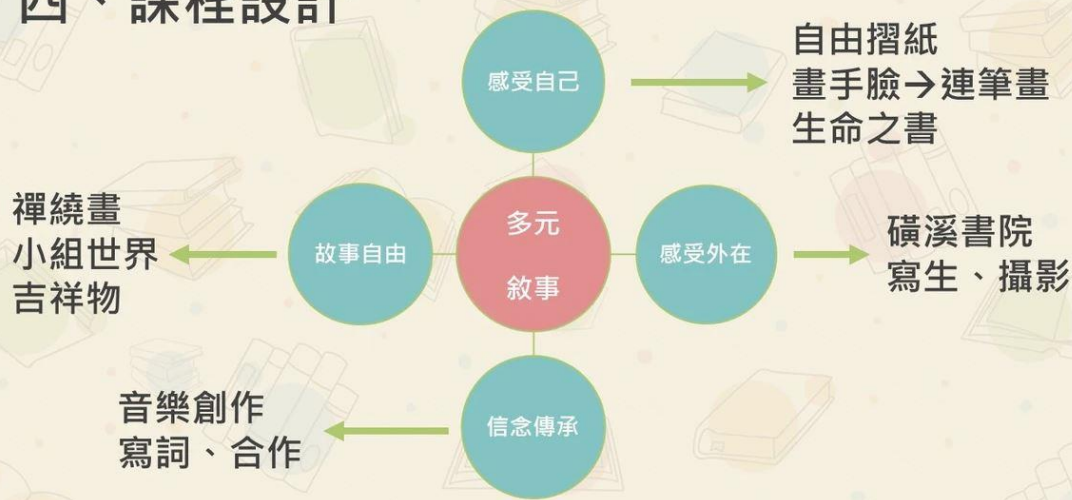 四、課程設計
感受自己
自由摺紙
畫手臉→連筆畫
生命之書
禪繞畫
小組世界
吉祥物
故事自由
多元
敘事
感受外在
磺溪書院
寫生、攝影
音樂創作
寫詞、合作
信念傳承